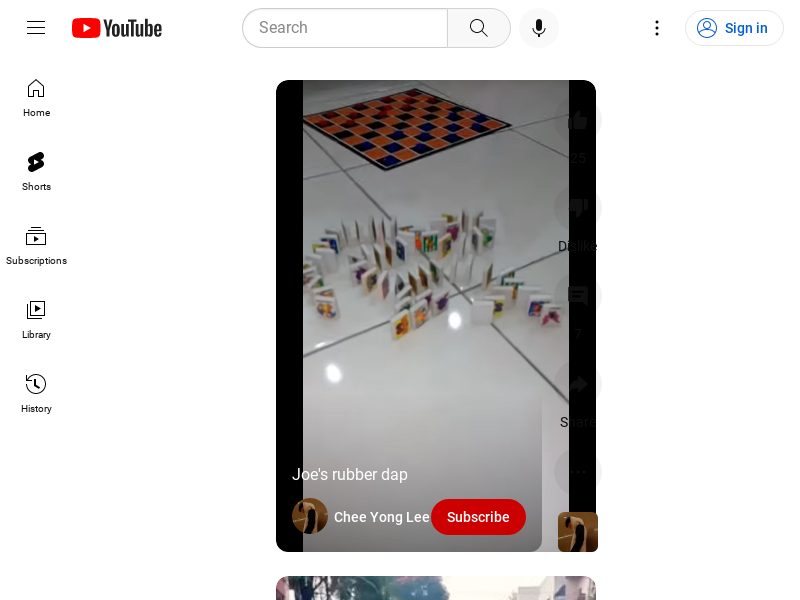 YouTube
Search
Sign in
Home
Shorts
Subscriptions
Library
History
25
Dislike
7
Share
Joe's rubber dap
Chee Yong Lee
Subscribe